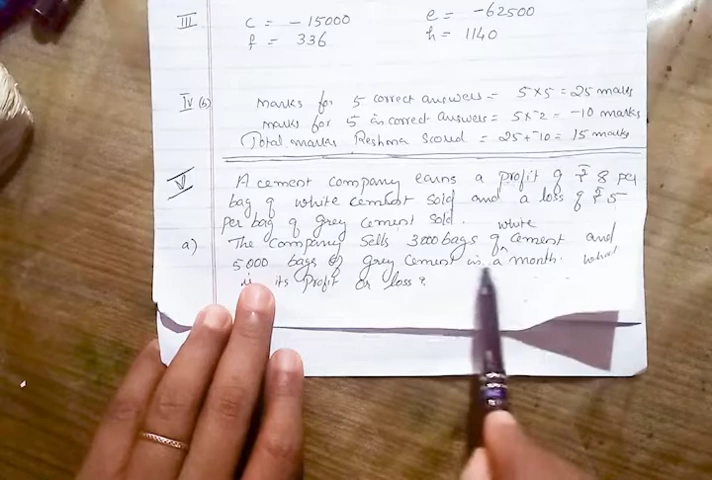 III c = - 15000 e = -62500
f = 336 h = 1140
IV (b) marks for 5 correct answers = 5 x 5 = 25 marks
marks for 5 in correct answers = 5 x -2 = -10 marks
Total marks Reshma scored = 25 + -10 = 15 marks
V A cement company earns a profit of ₹ 8 per
bag of white cement sold and a loss of ₹ 5
per bag of grey cement sold.
white
a) The company sells 3000 bags of cement and
5000 bags of grey cement in a month. what
is its profit or loss?